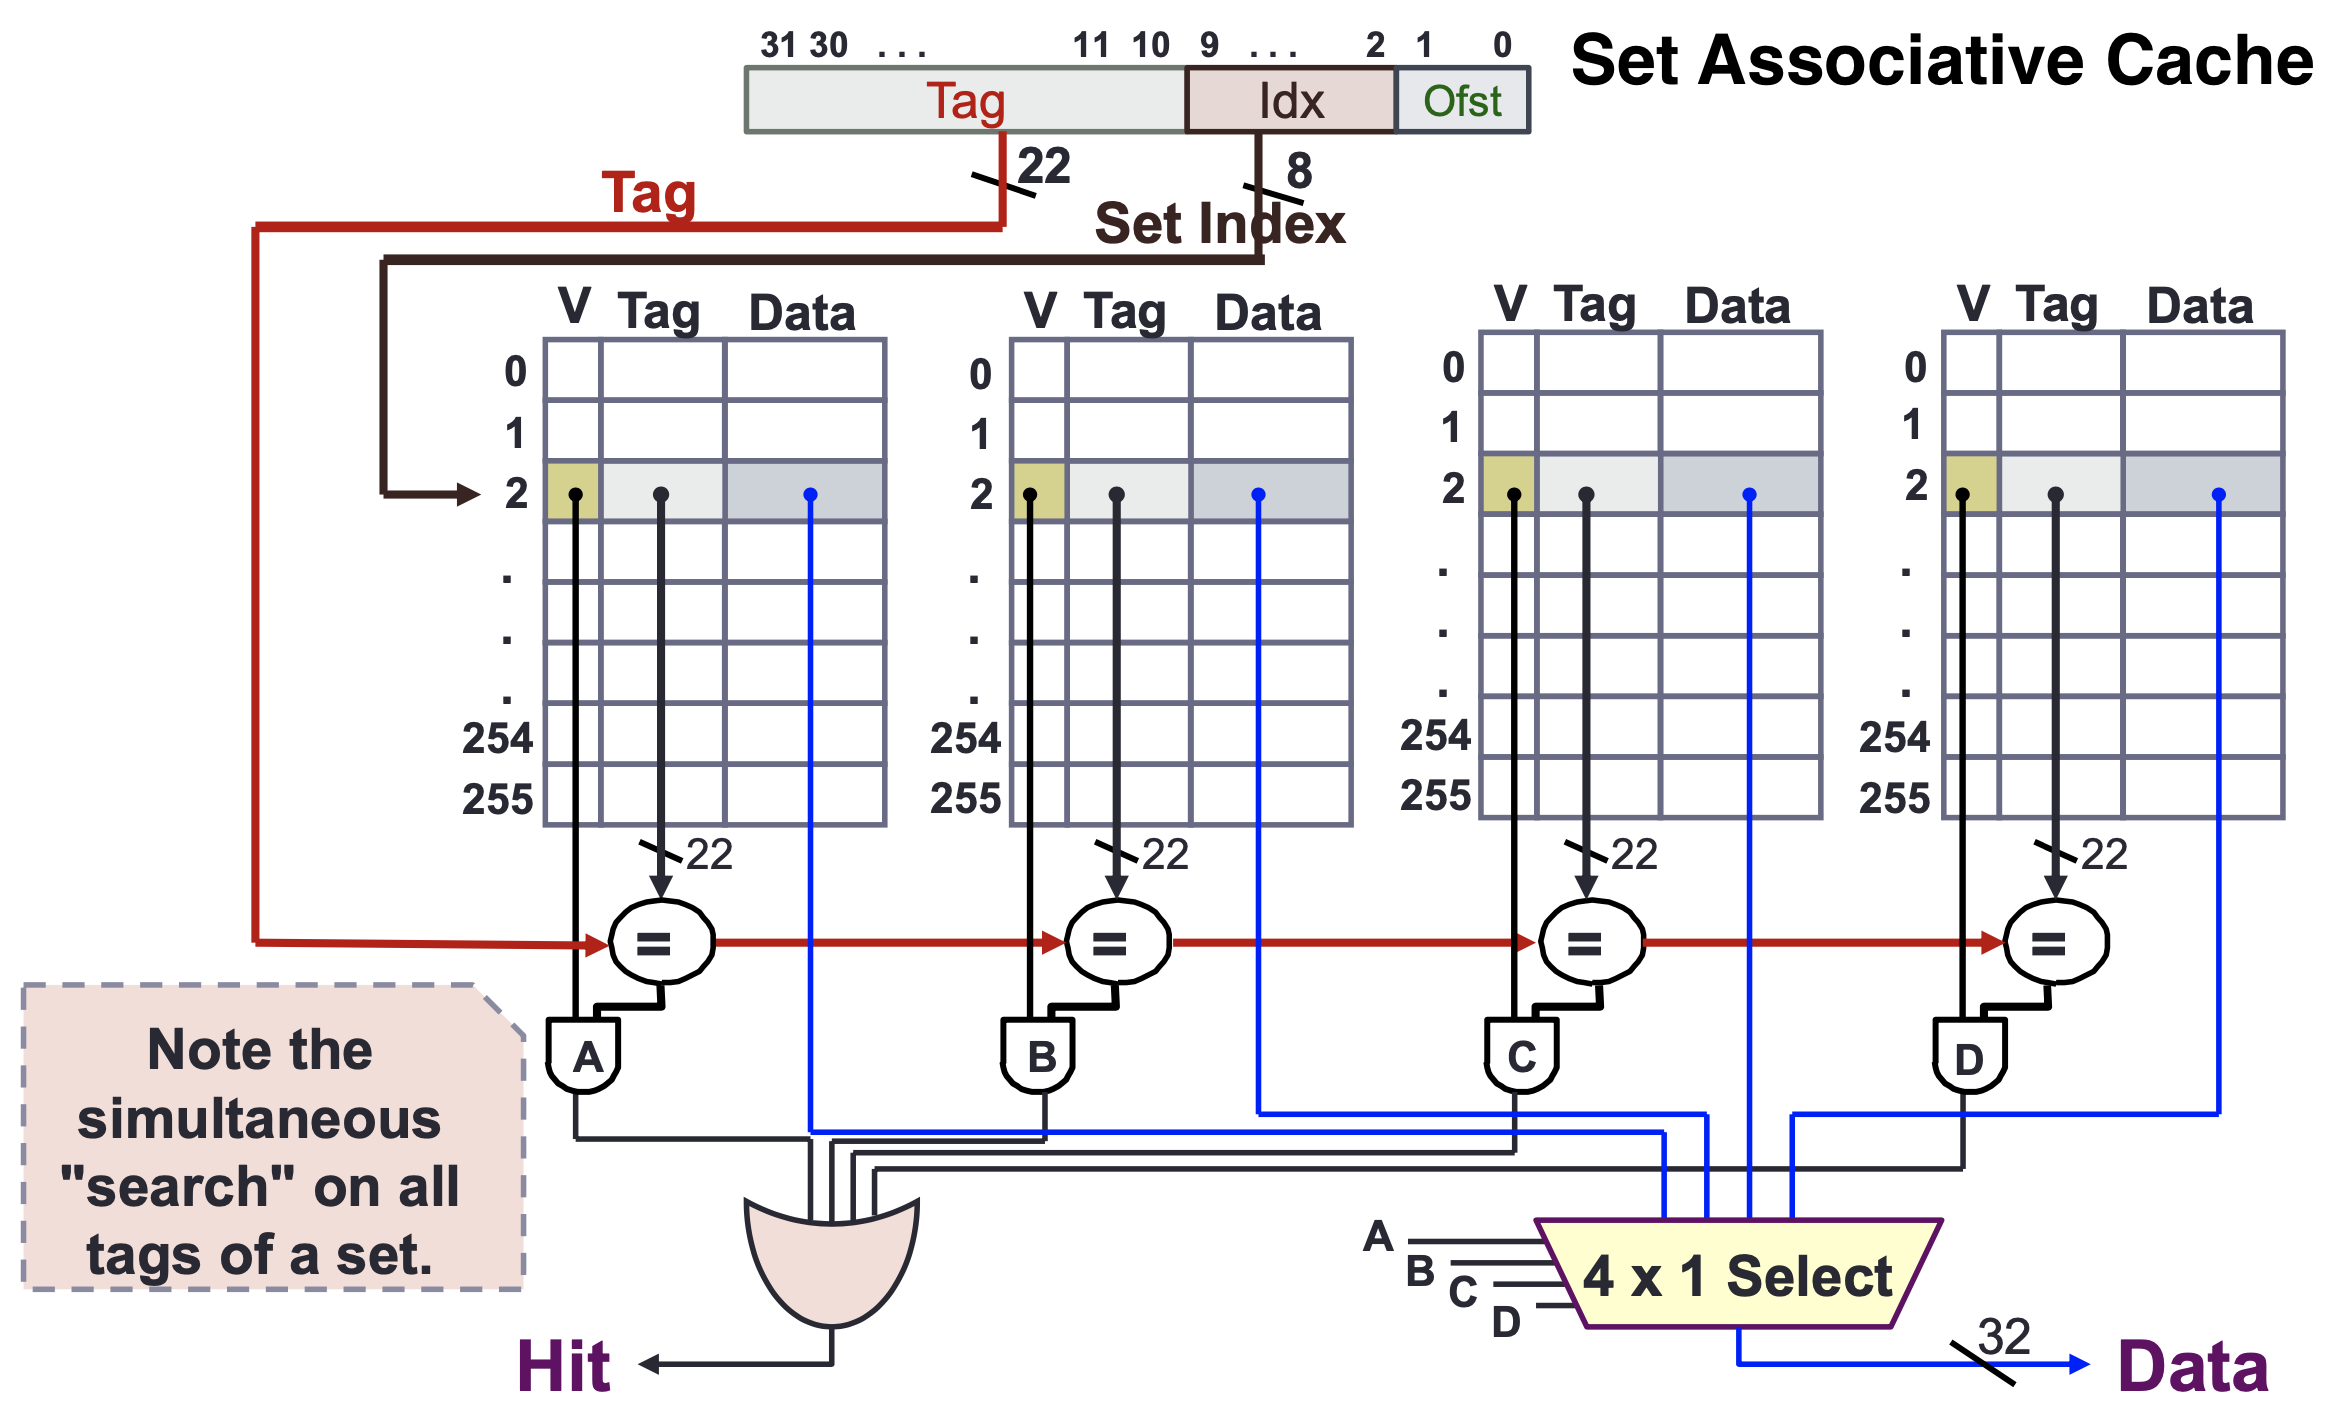 Set Associative Cache
31 30 . . . 11 10 9 . . . 2 1 0
Tag Idx Ofst
22 8
Tag
Set Index
V Tag Data V Tag Data V Tag Data V Tag Data
0 0 0 0
1 1 1 1
2 2 2 2
. . . .
. . . .
. . . .
254 254 254 254
255 255 255 255
22 22 22 22
= = = =
A B C D
Note the
simultaneous
"search" on all
tags of a set.
A
B
C
D
4 x 1 Select
32
Hit
Data